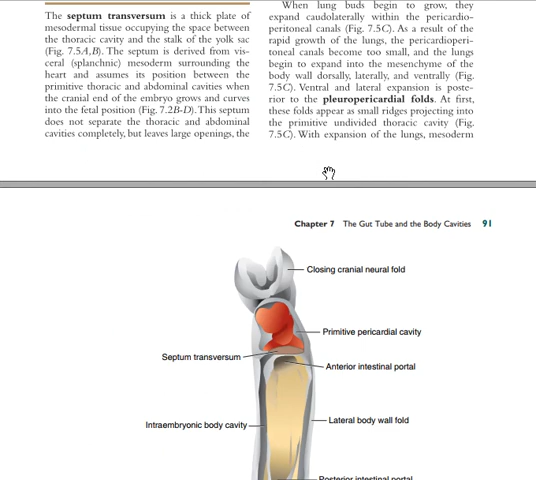 The septum transversum is a thick plate of
mesodermal tissue occupying the space between
the thoracic cavity and the stalk of the yolk sac
(Fig. 7.5A,B). The septum is derived from vis-
ceral (splanchnic) mesoderm surrounding the
heart and assumes its position between the
primitive thoracic and abdominal cavities when
the cranial end of the embryo grows and curves
into the fetal position (Fig. 7.2B-D). This septum
does not separate the thoracic and abdominal
cavities completely, but leaves large openings, the
When lung buds begin to grow, they
expand caudolaterally within the pericardio-
peritoneal canals (Fig. 7.5C). As a result of the
rapid growth of the lungs, the pericardioperi-
toneal canals become too small, and the lungs
begin to expand into the mesenchyme of the
body wall dorsally, laterally, and ventrally (Fig.
7.5C). Ventral and lateral expansion is poste-
rior to the pleuropericardial folds. At first,
these folds appear as small ridges projecting into
the primitive undivided thoracic cavity (Fig.
7.5C). With expansion of the lungs, mesoderm
Chapter 7 The Gut Tube and the Body Cavities 91
Closing cranial neural fold
Primitive pericardial cavity
Septum transversum
Anterior intestinal portal
Lateral body wall fold
Intraembryonic body cavity
Posterior intestinal portal